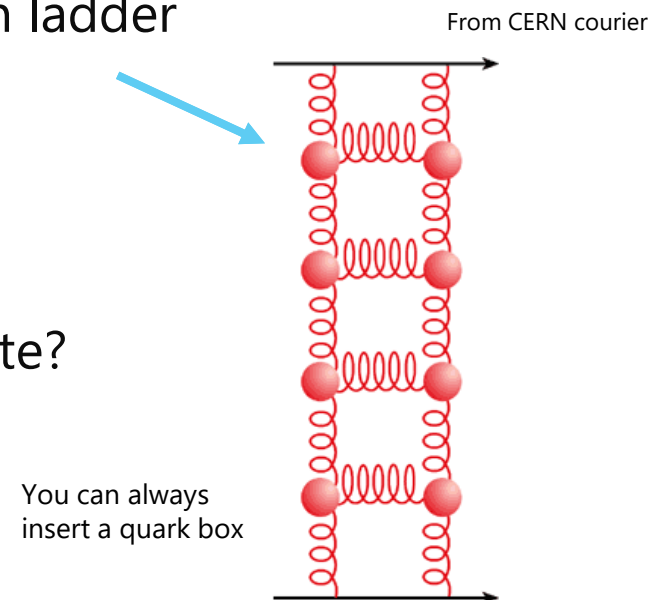 ladder
From CERN courier
te?
You can always
insert a quark box